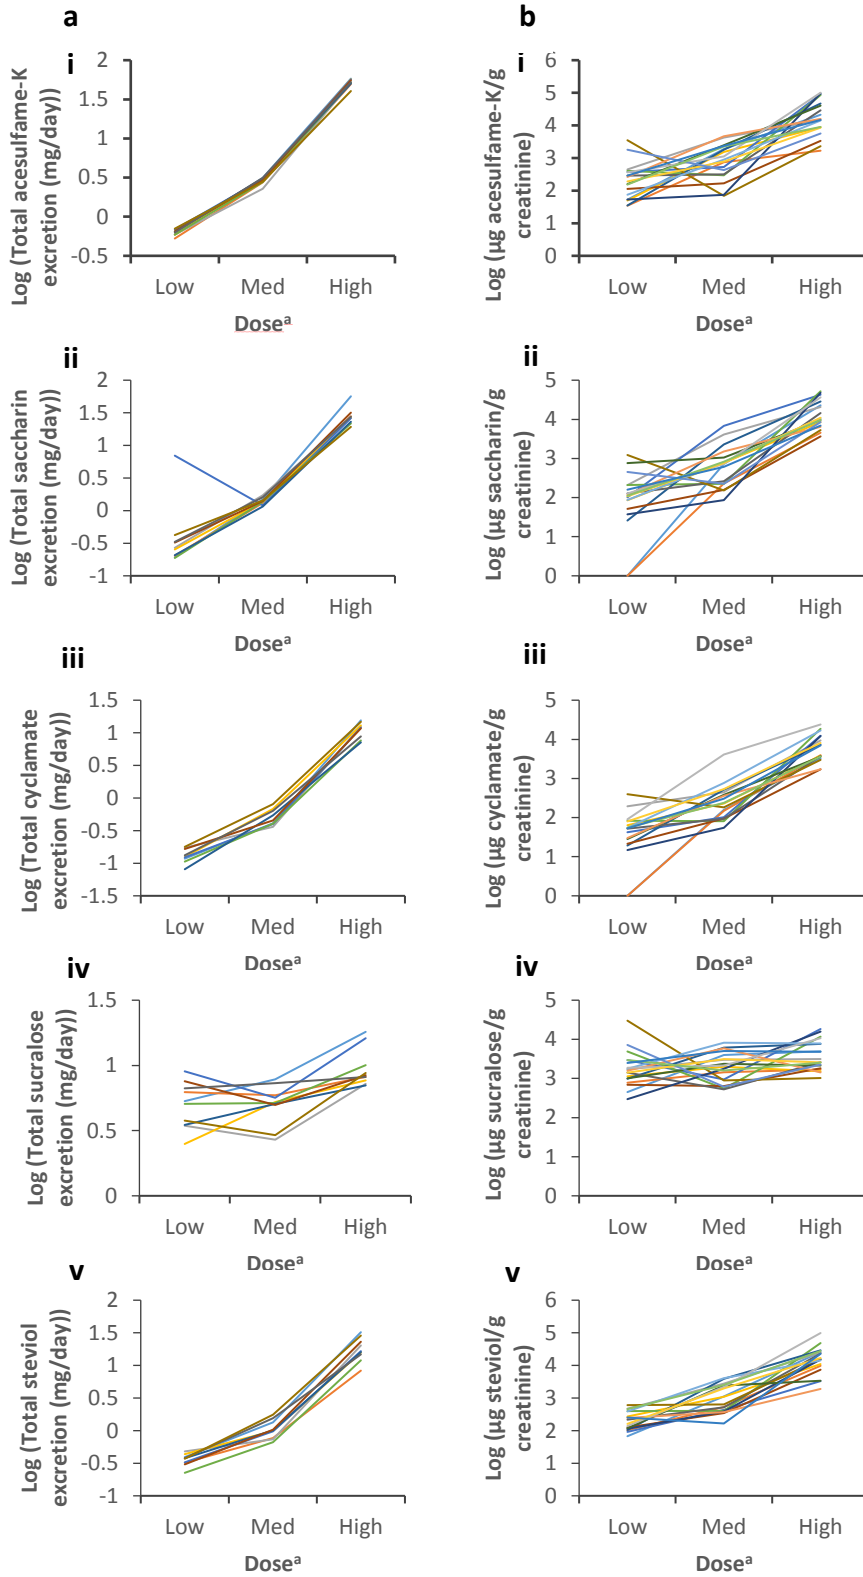 a
b
i
Log (Total acesulfame-K
excretion (mg/day))
2
1.5
1
0.5
0
-0.5
Low Med High
Doseᵃ
i
Log (µg acesulfame-K/g
creatinine)
6
5
4
3
2
1
0
Low Med High
Doseᵃ
ii
Log (Total saccharin
excretion (mg/day))
2
1.5
1
0.5
0
-0.5
-1
Low Med High
Doseᵃ
ii
Log (µg saccharin/g
creatinine)
5
4
3
2
1
0
Low Med High
Doseᵃ
iii
Log (Total cyclamate
excretion (mg/day))
1.5
1
0.5
0
-0.5
-1
-1.5
Low Med High
Doseᵃ
iii
Log (µg cyclamate/g
creatinine)
5
4
3
2
1
0
Low Med High
Doseᵃ
iv
Log (Total sucralose
excretion (mg/day))
1.5
1
0.5
0
Low Med High
Doseᵃ
iv
Log (µg sucralose/g
creatinine)
5
4
3
2
1
0
Low Med High
Doseᵃ
v
Log (Total steviol
excretion (mg/day))
2
1.5
1
0.5
0
-0.5
-1
Low Med High
Doseᵃ
v
Log (µg steviol/g
creatinine)
6
5
4
3
2
1
0
Low Med High
Doseᵃ